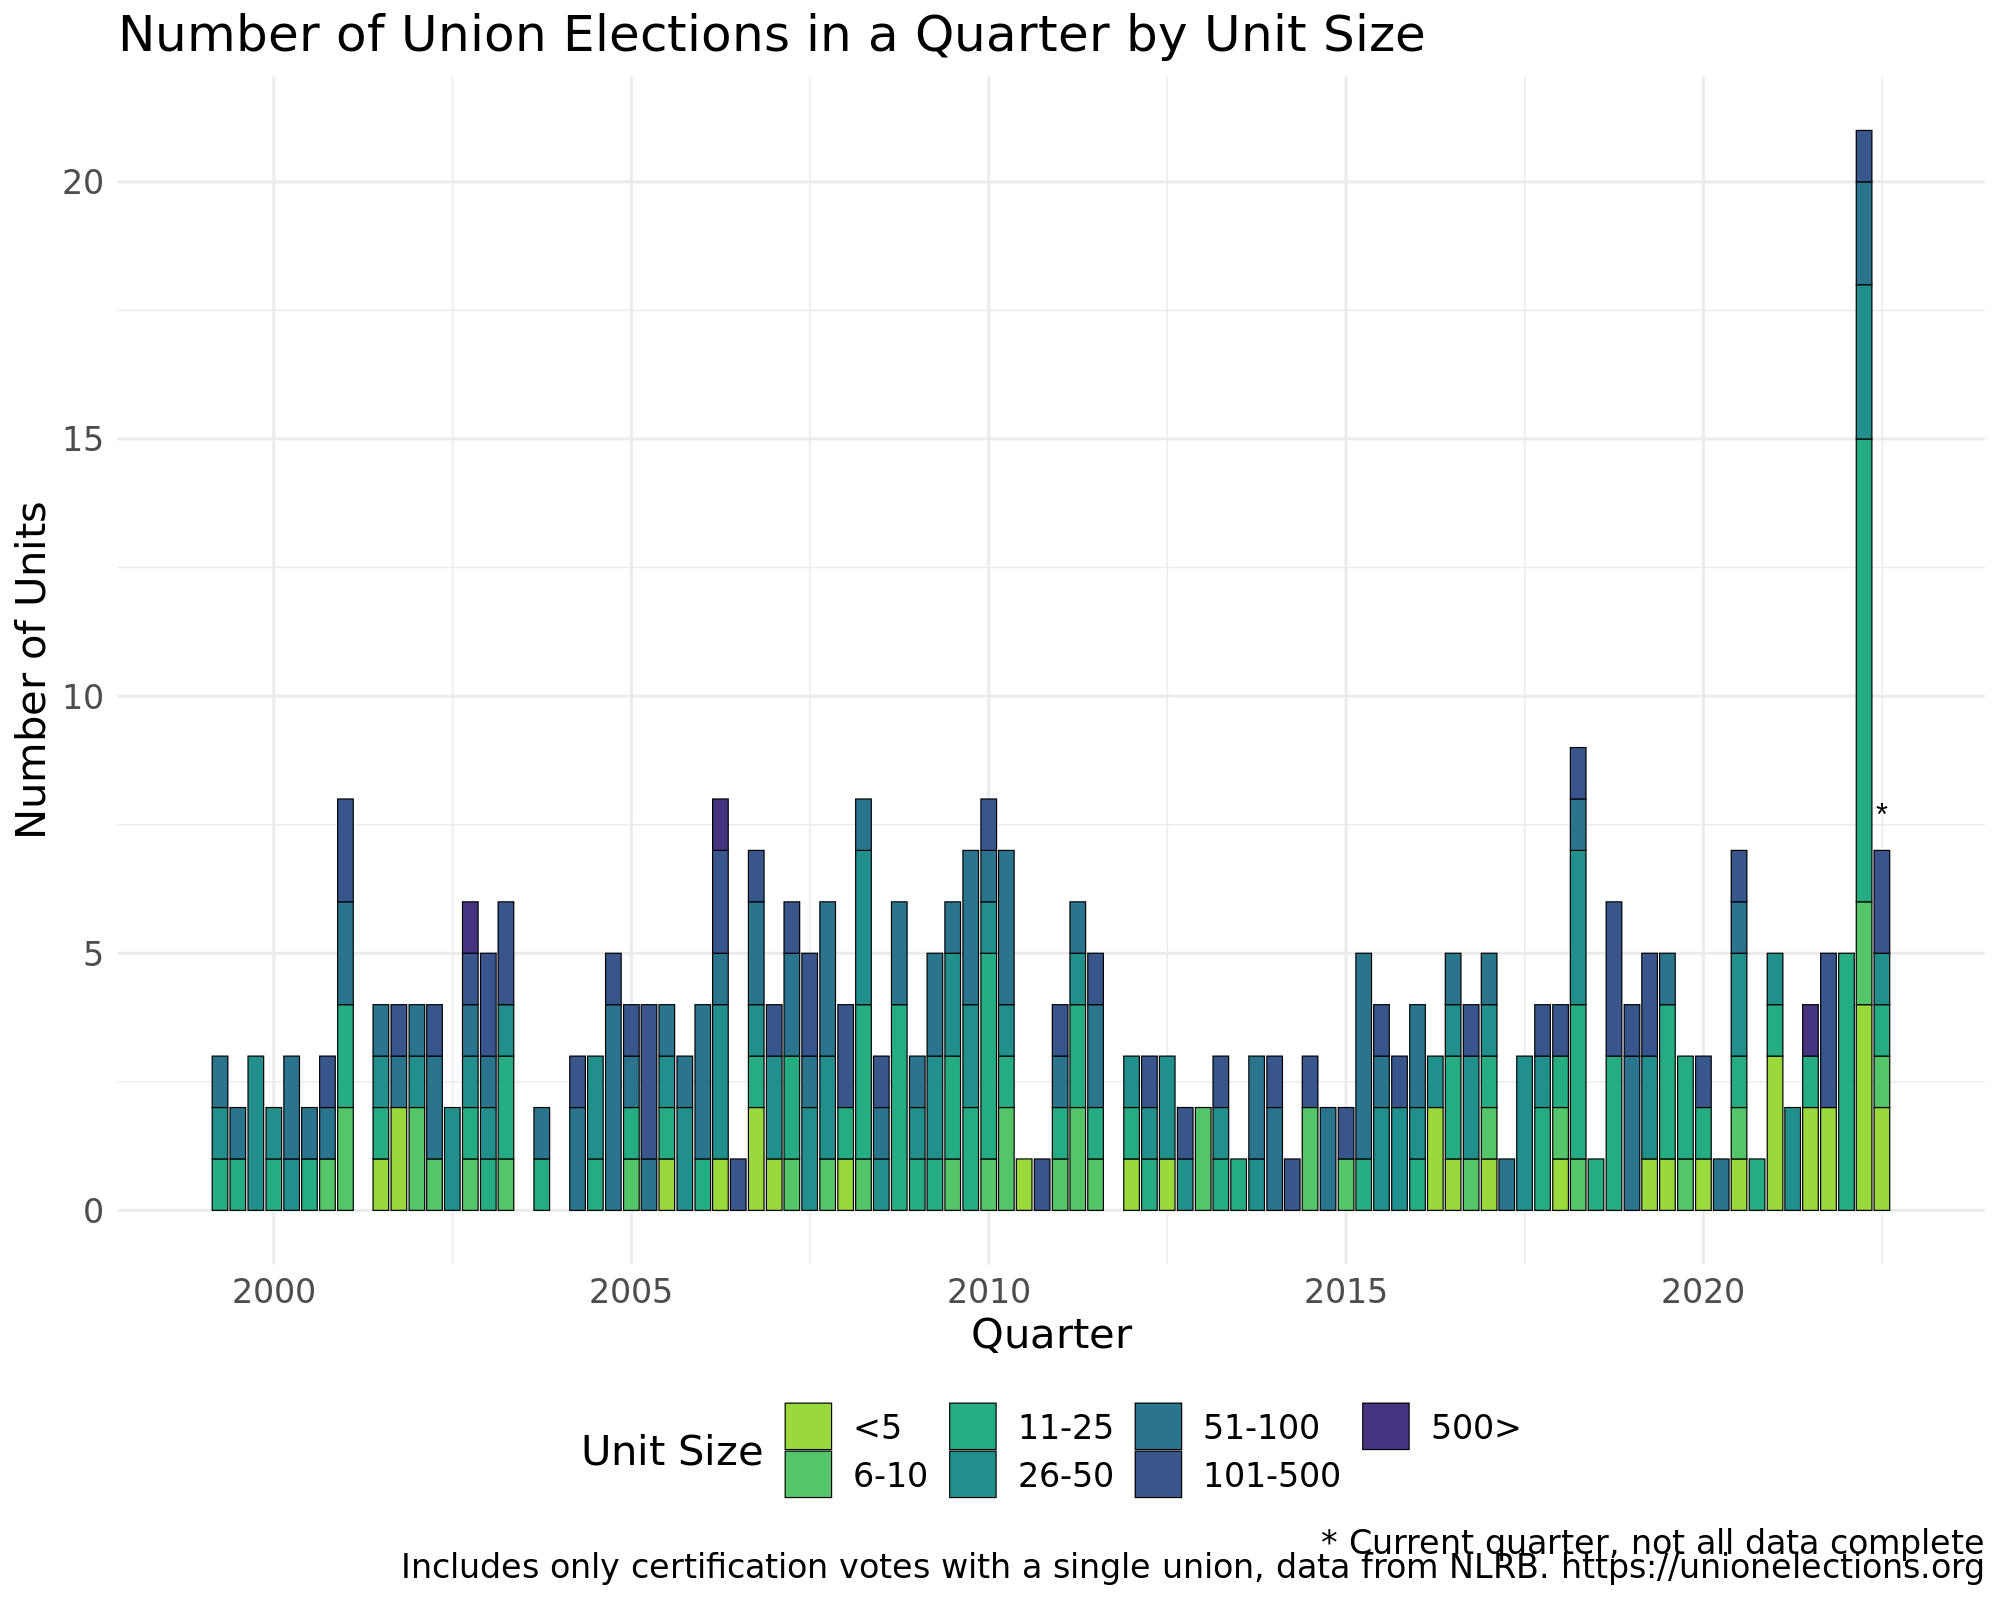 Number of Union Elections in a Quarter by Unit Size
Number of Units
20
15
10
5
0
*
2000 2005 2010 2015 2020
Quarter
Unit Size
<5 11-25 51-100 500>
6-10 26-50 101-500
* Current quarter, not all data complete
Includes only certification votes with a single union, data from NLRB. https://unionelections.org